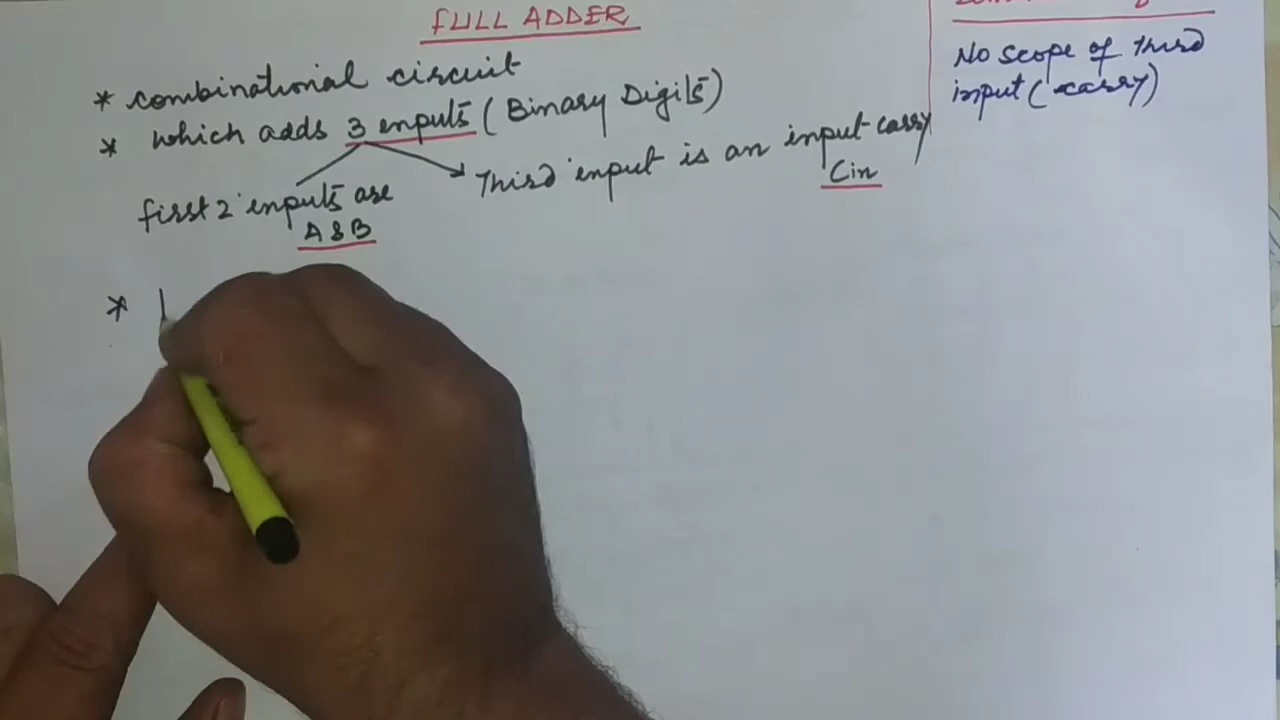 FULL ADDER
* combinational circuit
* which adds 3 inputs (Binary Digits)
first 2 inputs are
A & B
Third input is an input carry
Cin
*
No scope of third
input (carry)